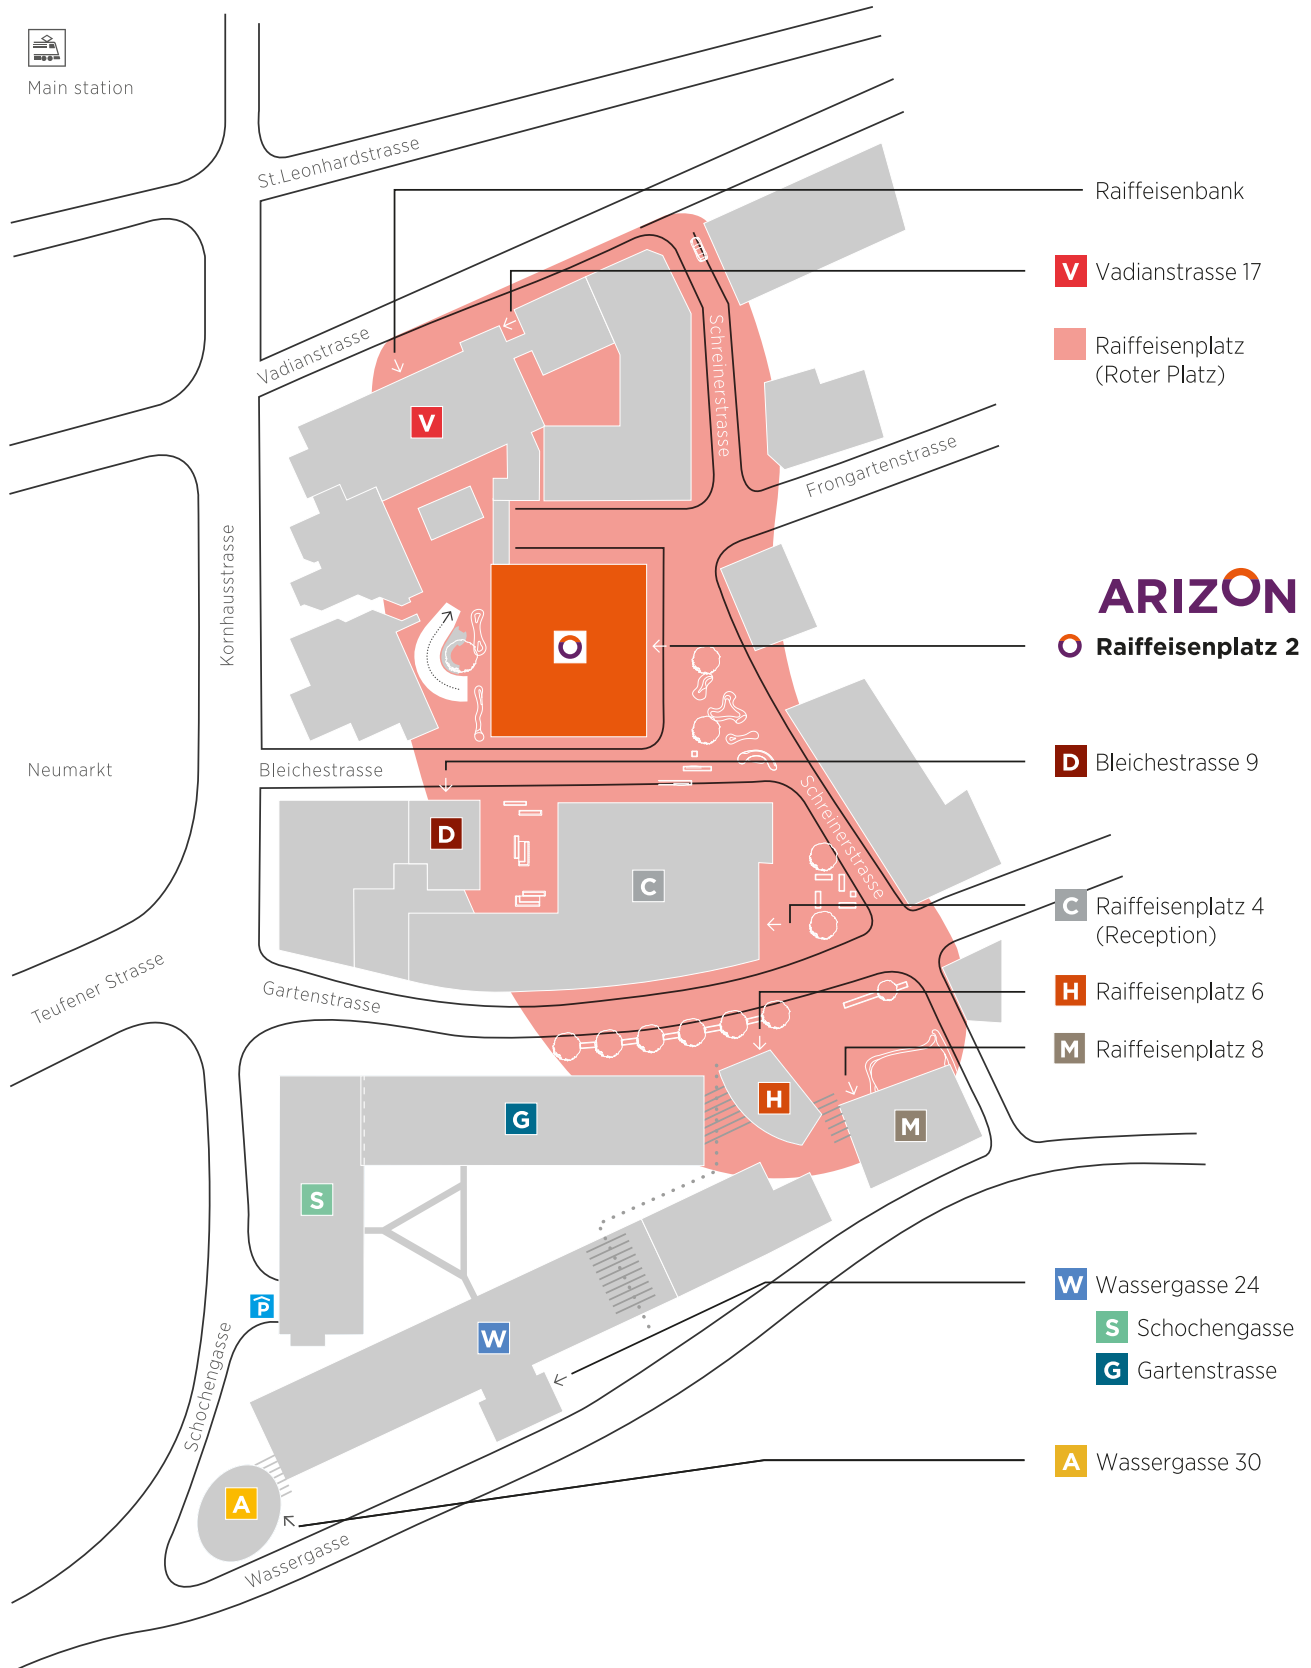 Main station
St.Leonhardstrasse
Raiffeisenbank
V Vadianstrasse 17
Vadianstrasse
Schreinerstrasse
Raiffeisenplatz
(Roter Platz)
V
Frongartenstrasse
Kornhausstrasse
ARIZON
Raiffeisenplatz 2
Neumarkt
Bleichestrasse
D Bleichestrasse 9
Schreinerstrasse
D
C
C Raiffeisenplatz 4
(Reception)
Teufener Strasse
Gartenstrasse
H Raiffeisenplatz 6
M Raiffeisenplatz 8
H
G
M
S
W Wassergasse 24
P
S Schochengasse
W
G Gartenstrasse
Schochengasse
A Wassergasse 30
A
Wassergasse